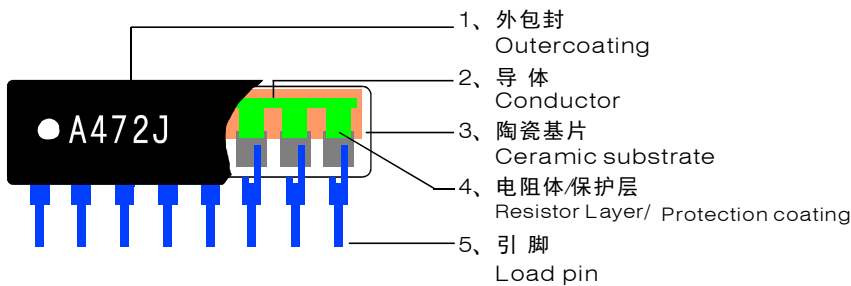 1、外包封
Outercoating
2、导 体
Conductor
A472J
3、陶瓷基片
Ceramic substrate
4、电阻体/保护层
Resistor Layer/ Protection coating
5、引 脚
Load pin